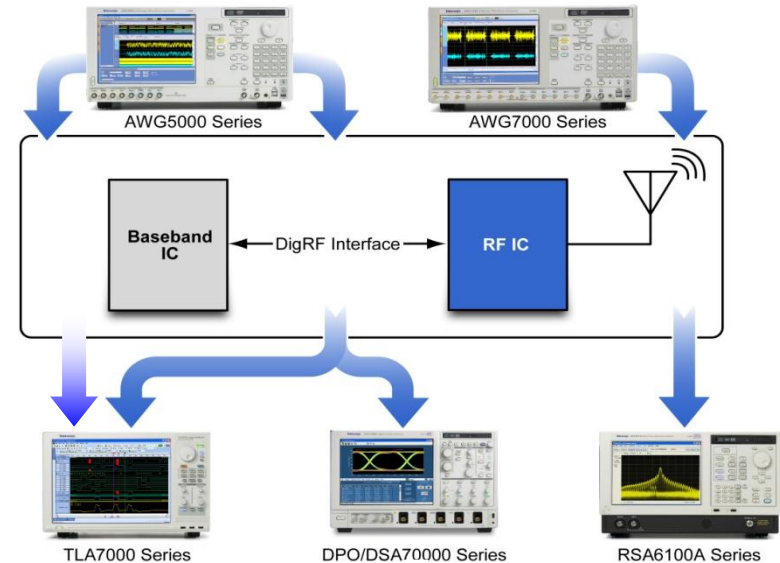 AWG5000 Series
AWG7000 Series
Baseband
IC
DigRF Interface
RF IC
TLA7000 Series
DPO/DSA70000 Series
RSA6100A Series